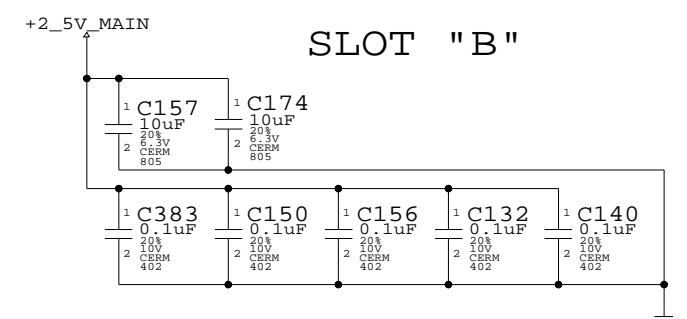 +2_5V_MAIN
SLOT "B"
1 C157
10uF
20%
6.3V
2 CERM
805
1 C174
10uF
20%
6.3V
2 CERM
805
1 C383
0.1uF
20%
10V
2 CERM
402
1 C150
0.1uF
20%
10V
2 CERM
402
1 C156
0.1uF
20%
10V
2 CERM
402
1 C132
0.1uF
20%
10V
2 CERM
402
1 C140
0.1uF
20%
10V
2 CERM
402